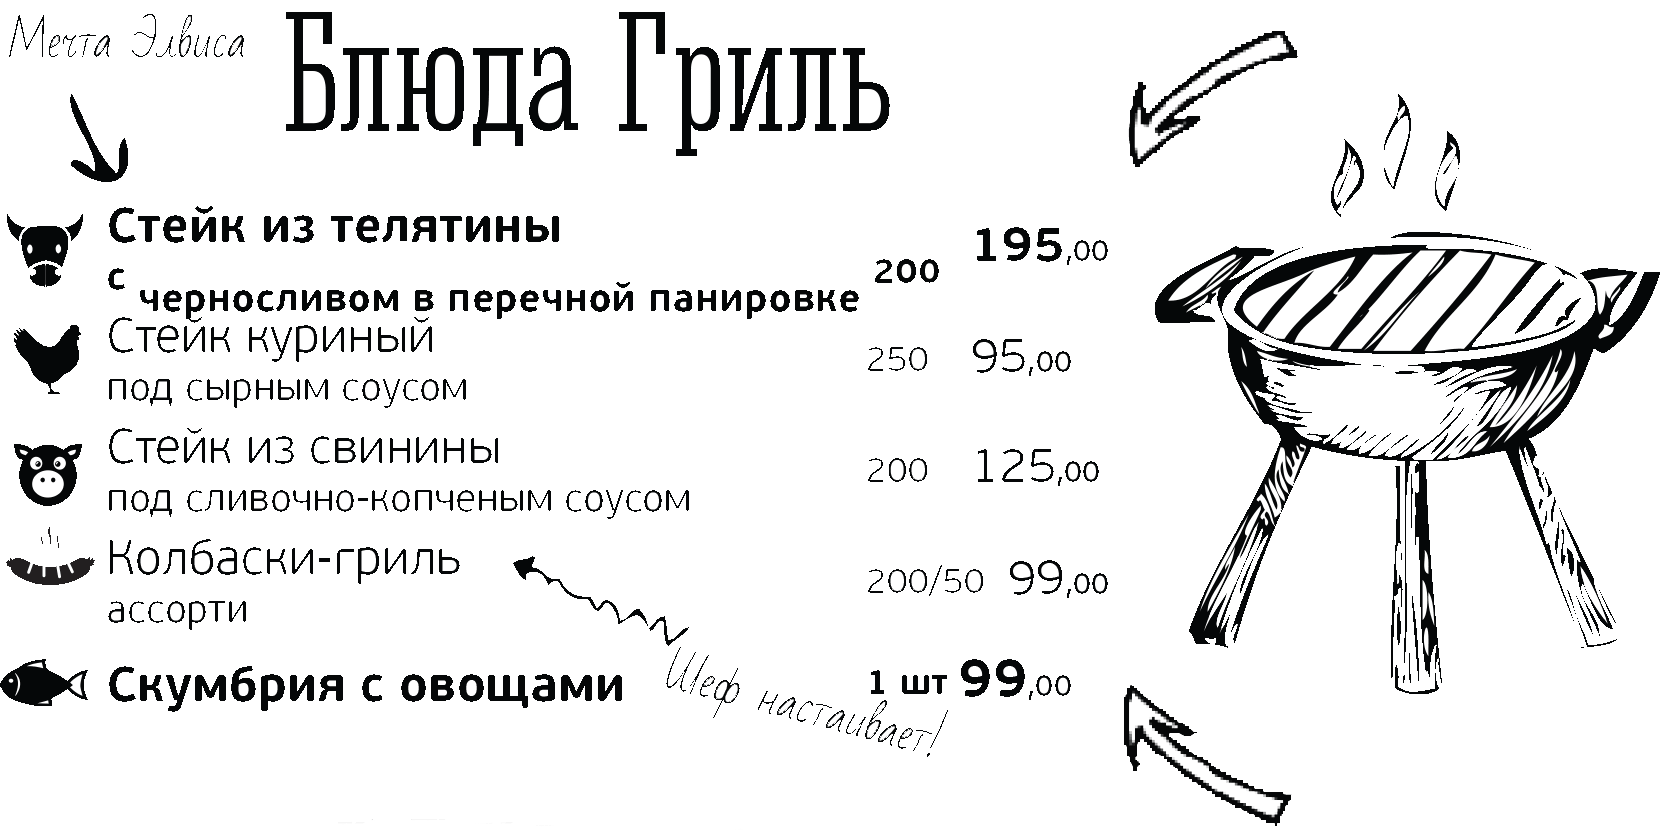 Мечта Элвиса
Блюда Гриль
Стейк из телятины
с черносливом в перечной панировке 200 195,00
Стейк куриный
под сырным соусом 250 95,00
Стейк из свинины
под сливочно-копченым соусом 200 125,00
Колбаски-гриль
ассорти 200/50 99,00
Скумбрия с овощами 1 шт 99,00
Шеф настаивает!